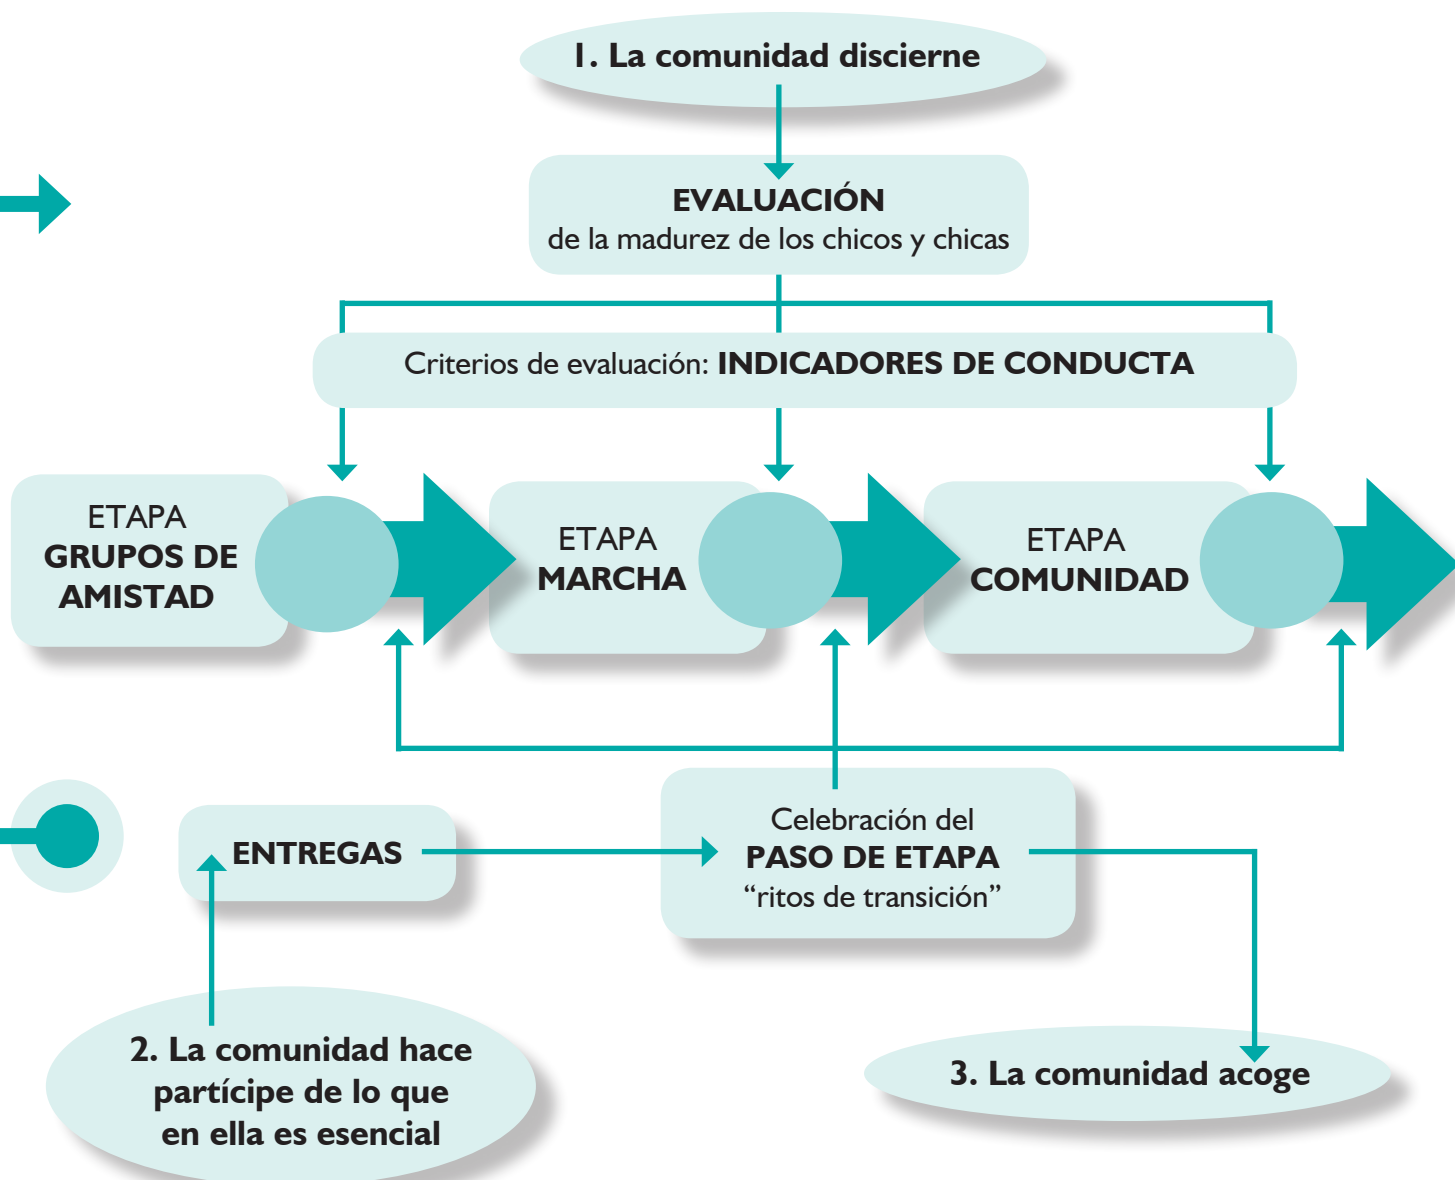 1. La comunidad discierne
EVALUACIÓN
de la madurez de los chicos y chicas
Criterios de evaluación: INDICADORES DE CONDUCTA
ETAPA
GRUPOS DE
AMISTAD
ETAPA
MARCHA
ETAPA
COMUNIDAD
ENTREGAS
Celebración del
PASO DE ETAPA
“ritos de transición”
2. La comunidad hace
partícipe de lo que
en ella es esencial
3. La comunidad acoge